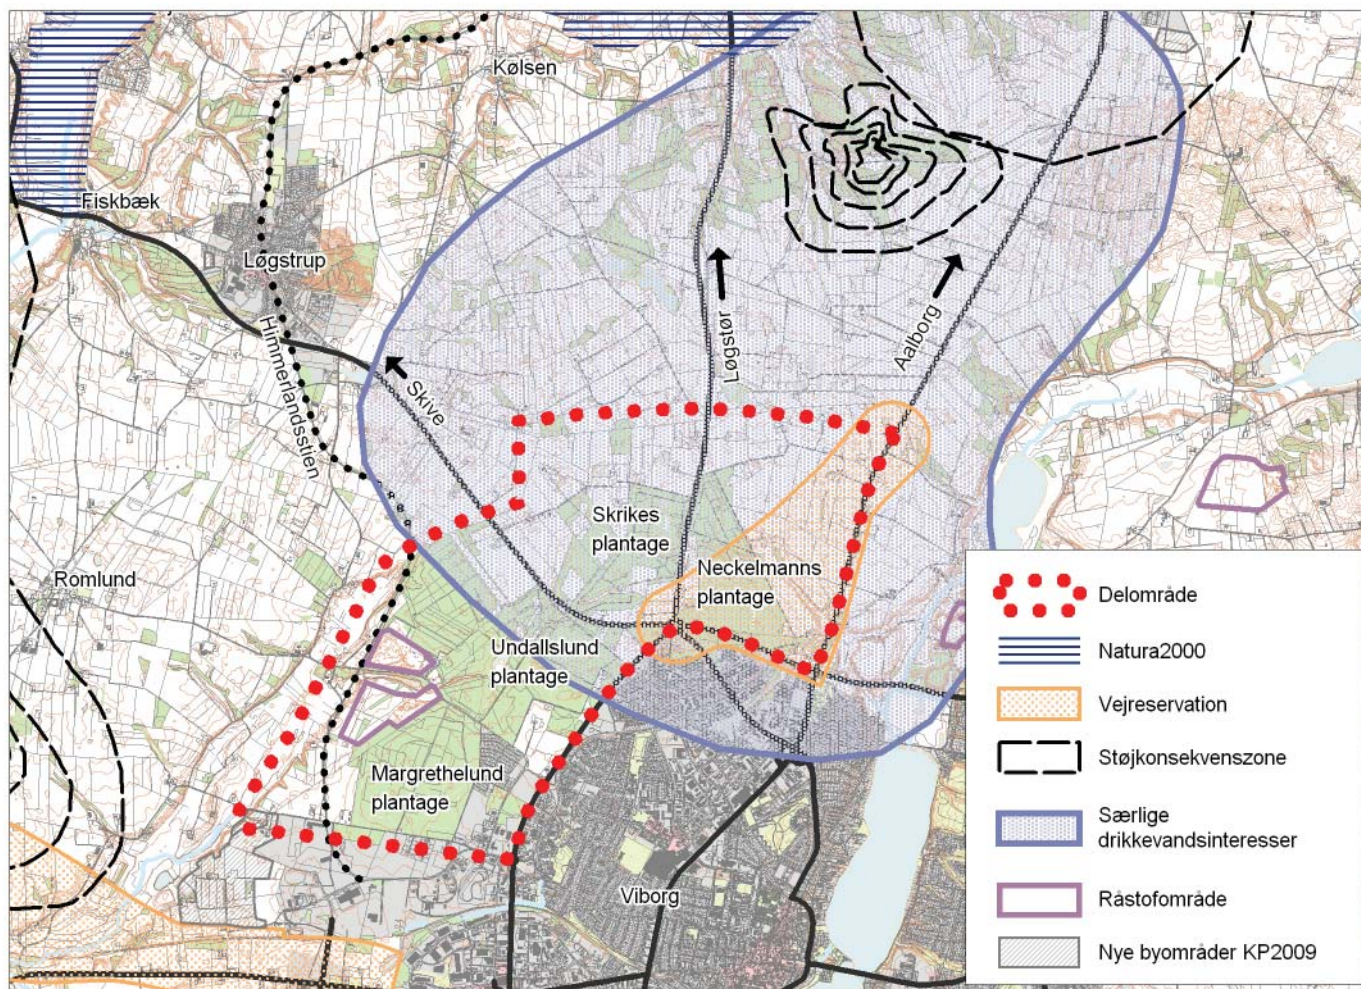 Kølsen
Fiskbæk
Løgstrup
Himmerlandsstien
Skive
Løgstør
Aalborg
Skrikes
plantage
Neckelmanns
plantage
Romlund
Undallslund
plantage
Margrethelund
plantage
Viborg
Delområde
Natura2000
Vejreservation
Støjkonsekvenszone
Særlige
drikkevandsinteresser
Råstofområde
Nye byområder KP2009